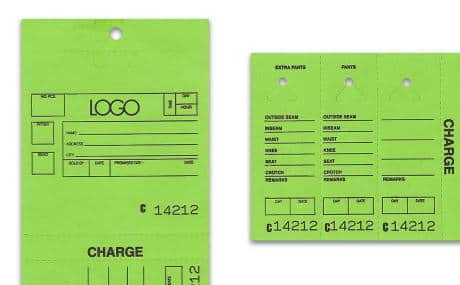 NO. PCS.
LOGO
DAY
HOUR
NAME
ADDRESS
CITY
SOLD BY DATE PROMISED DAY
C 14212
CHARGE
12
EXTRA PANTS PANTS
OUTSIDE SEAM OUTSIDE SEAM
INSEAM INSEAM
WAIST WAIST
KNEE KNEE
SEAT SEAT
CROTCH CROTCH
REMARKS REMARKS REMARKS
DAY DATE DAY DATE DAY DATE
C14212 C14212 C14212
CHARGE